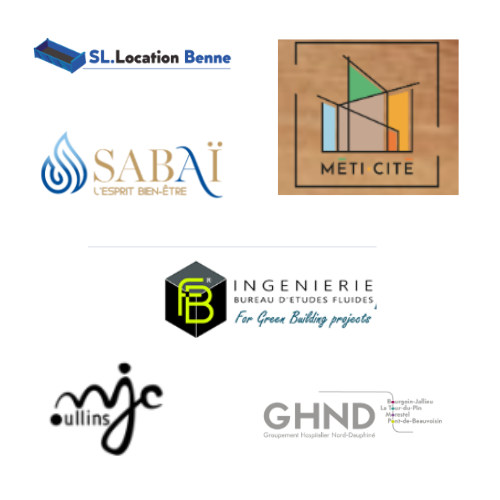 SL.Location Benne
MÉTI CITE
SABAÏ
L'ESPRIT BIEN-ÊTRE
FB
INGENIERIE
BUREAU D'ETUDES FLUIDES
For Green Building projects
mjc
oullins
GHND
Groupement Hospitalier Nord-Dauphiné
Bourgoin-Jallieu
La Tour-du-Pin
Morestel
Pont-de-Beauvoisin